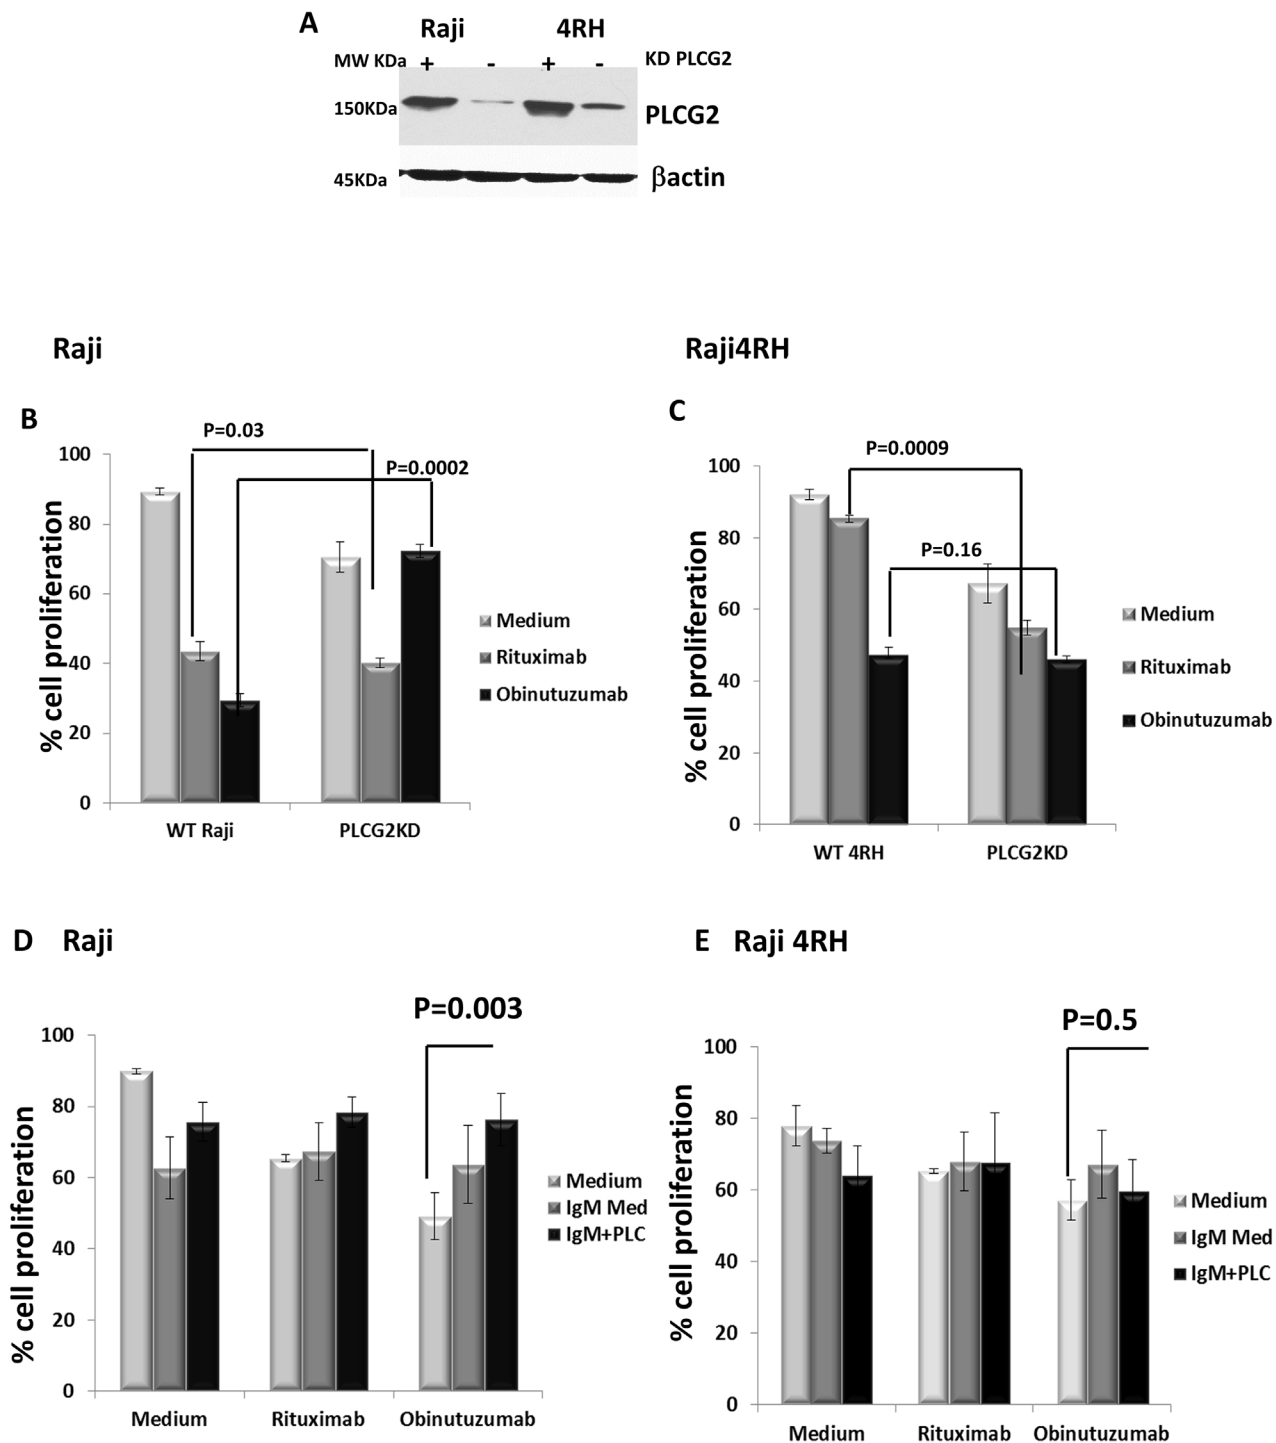 A
Raji 4RH
MW KDa + - + - KD PLCG2
150KDa PLCG2
45KDa βactin
Raji
B
P=0.03
P=0.0002
% cell proliferation
100
80
60
40
20
0
WT Raji PLCG2KD
Medium
Rituximab
Obinutuzumab
Raji4RH
C
P=0.0009
P=0.16
% cell proliferation
100
80
60
40
20
0
WT 4RH PLCG2KD
Medium
Rituximab
Obinutuzumab
D Raji
P=0.003
% cell proliferation
100
80
60
40
20
0
Medium Rituximab Obinutuzumab
Medium
IgM Med
IgM+PLC
E Raji 4RH
P=0.5
% cell proliferation
100
80
60
40
20
0
Medium Rituximab Obinutuzumab
Medium
IgM Med
IgM+PLC